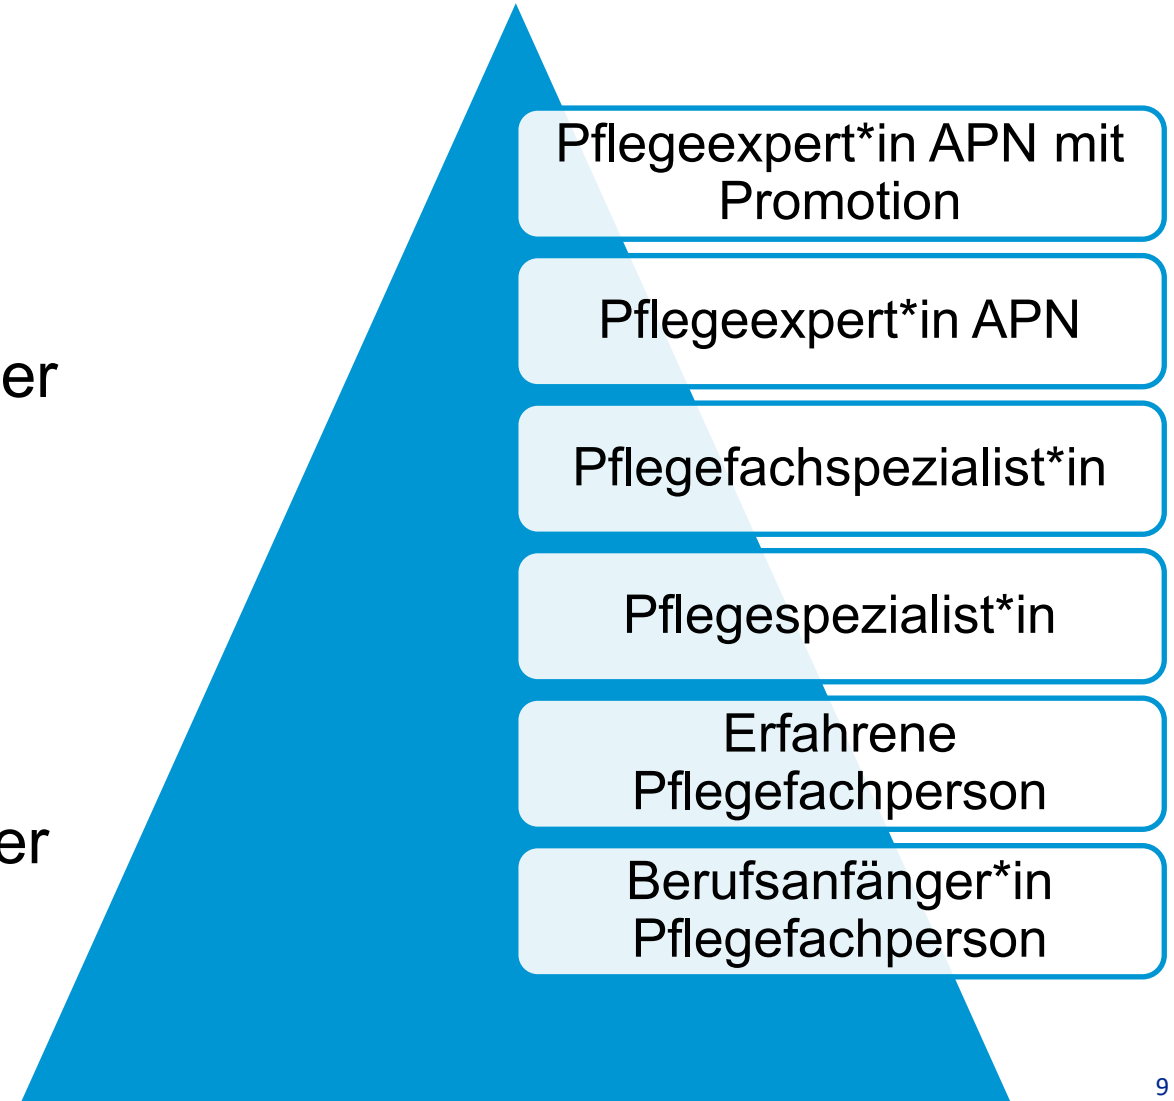 Pflegeexpert*in APN mit
Promotion
Pflegeexpert*in APN
er
Pflegefachspezialist*in
Pflegespezialist*in
Erfahrene
Pflegefachperson
er
Berufsanfänger*in
Pflegefachperson
9